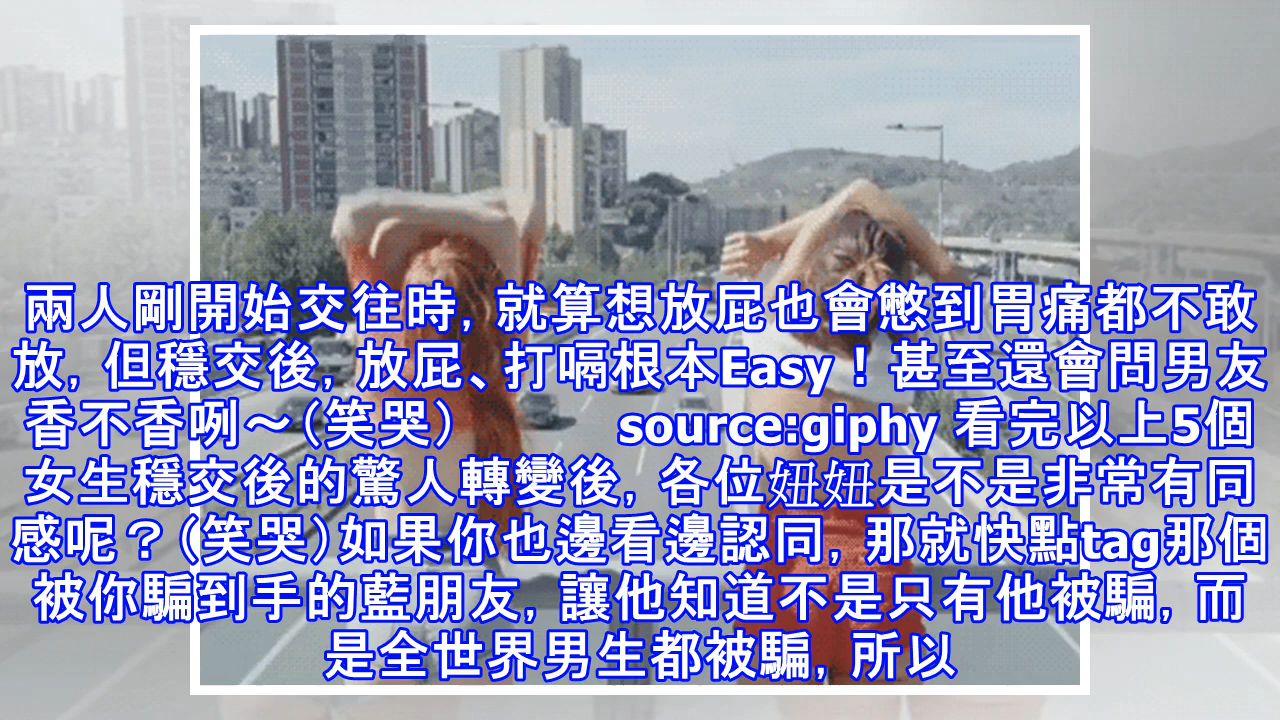 兩人剛開始交往時, 就算想放屁也會憋到胃痛都不敢
放, 但穩交後, 放屁、打嗝根本Easy！甚至還會問男友
香不香咧～(笑哭) source:giphy 看完以上5個
女生穩交後的驚人轉變後, 各位妞妞是不是非常有同
感呢？(笑哭)如果你也邊看邊認同, 那就快點tag那個
被你騙到手的藍朋友, 讓他知道不是只有他被騙, 而
是全世界男生都被騙, 所以